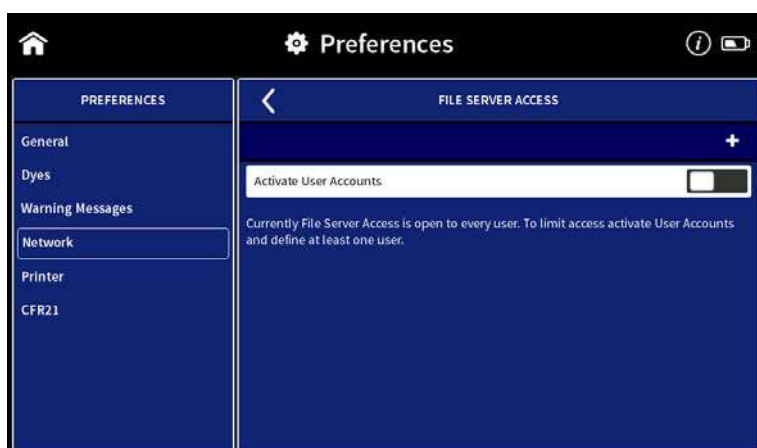 Preferences
PREFERENCES
General
Dyes
Warning Messages
Network
Printer
CFR21
FILE SERVER ACCESS
+
Activate User Accounts
Currently File Server Access is open to every user. To limit access activate User Accounts
and define at least one user.